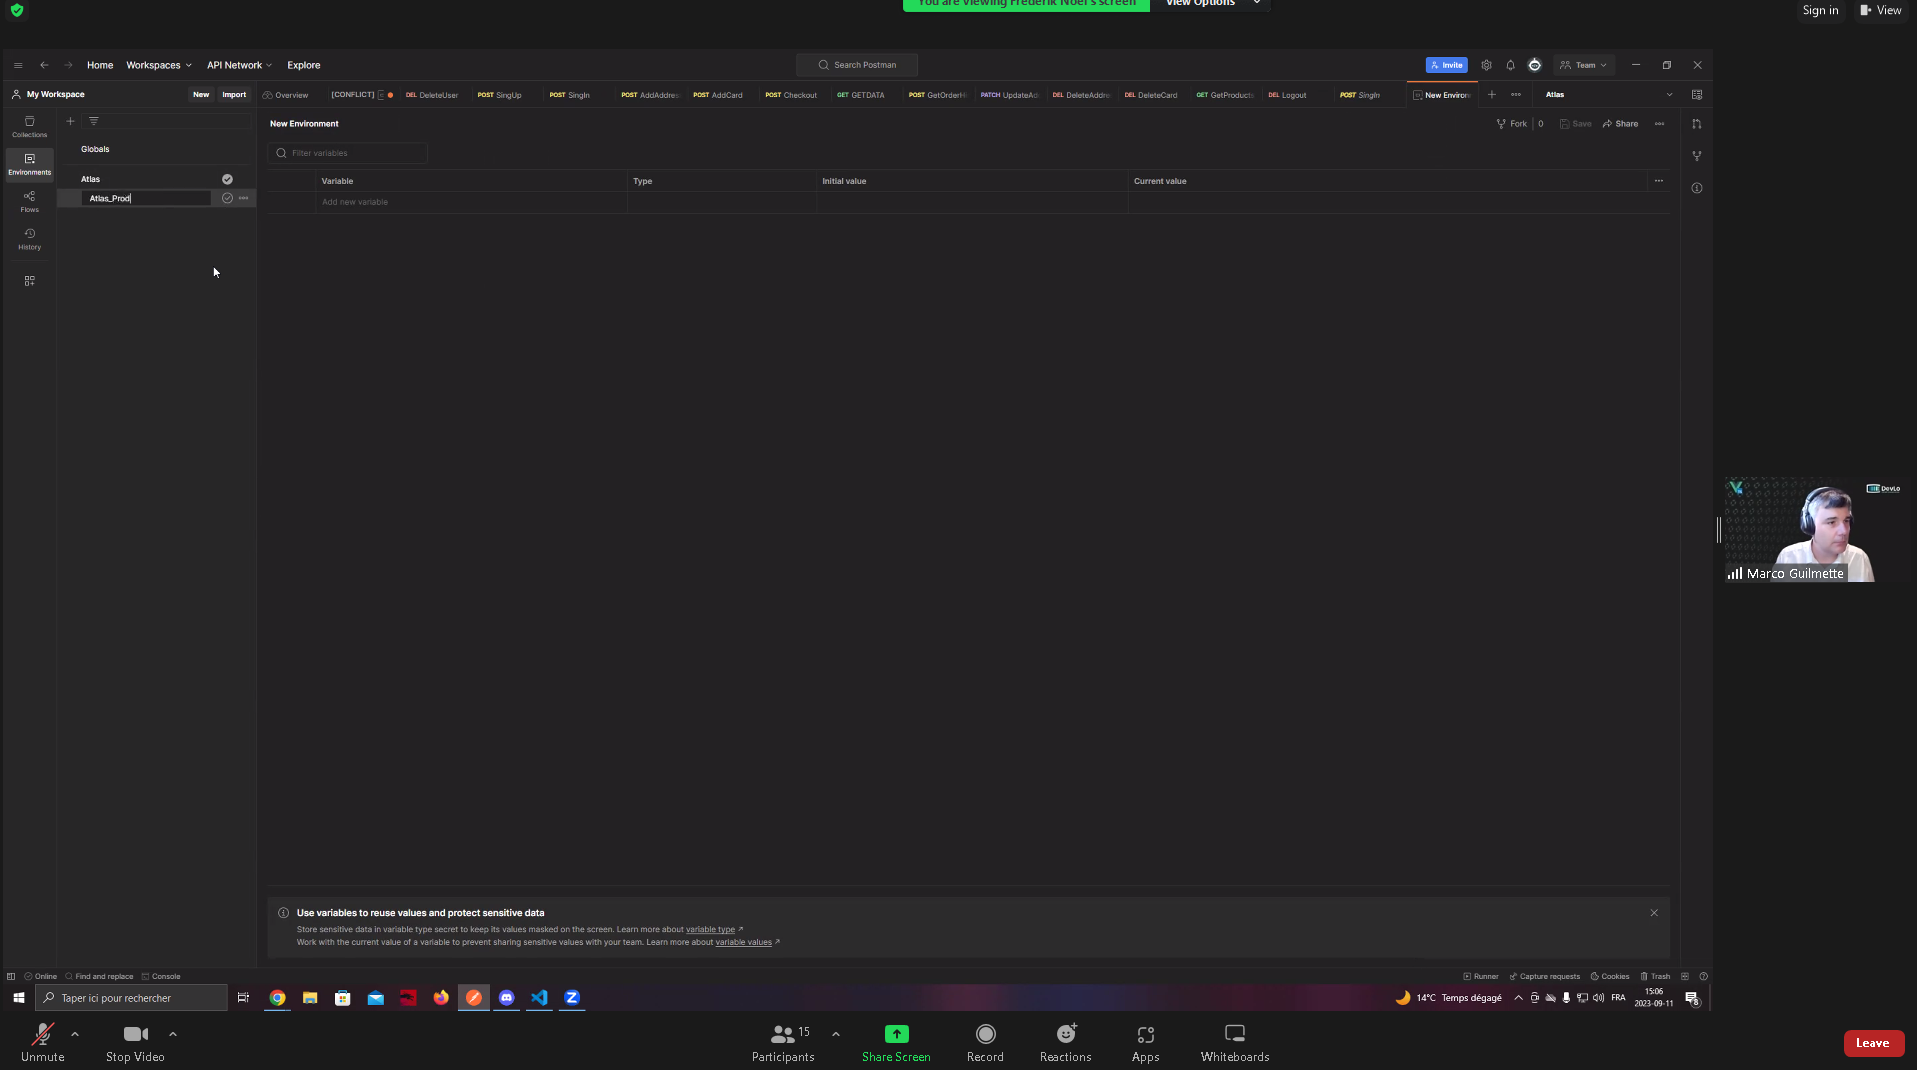 You are viewing Frederik Noel's screen View Options
Sign in View
Home Workspaces API Network Explore
Search Postman
Invite Team
My Workspace New Import
Overview [CONFLICT] DEL DeleteUser POST SingUp POST SingIn POST AddAddres POST AddCard POST Checkout GET GETDATA POST GetOrderHi PATCH UpdateAd DEL DeleteAddre DEL DeleteCard GET GetProducts DEL Logout POST SingIn New Environ Atlas
Collections
Environments
Flows
History
Globals
Atlas
Atlas_Prod
New Environment
Fork 0 Save Share
Filter variables
Variable Type Initial value Current value
Add new variable
DevLo
Marco Guilmette
Use variables to reuse values and protect sensitive data
Store sensitive data in variable type secret to keep its values masked on the screen. Learn more about variable type ↗
Work with the current value of a variable to prevent sharing sensitive values with your team. Learn more about variable values ↗
Online Find and replace Console
Runner Capture requests Cookies Trash
Taper ici pour rechercher
14°C Temps dégagé FRA 15:06
2023-09-11
8
Unmute Stop Video
15
Participants Share Screen Record Reactions Apps Whiteboards
Leave